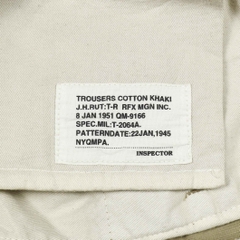 TROUSERS COTTON KHAKI
J.H.RUT:T-R RFX MGN INC.
8 JAN 1951 QM-9166
SPEC.MIL:T-2064A.
PATTERNDATE:22JAN,1945
NYQMPA.
INSPECTOR